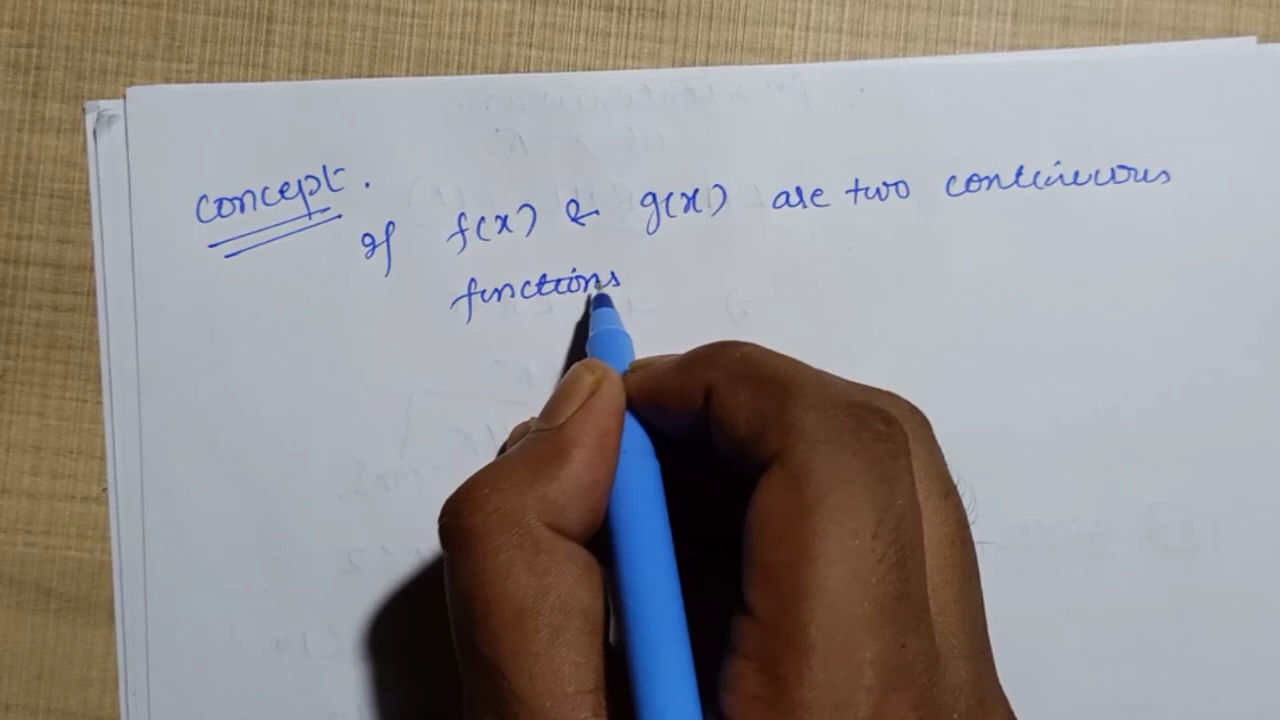 concept.
If f(x) & g(x) are two continuous
functions